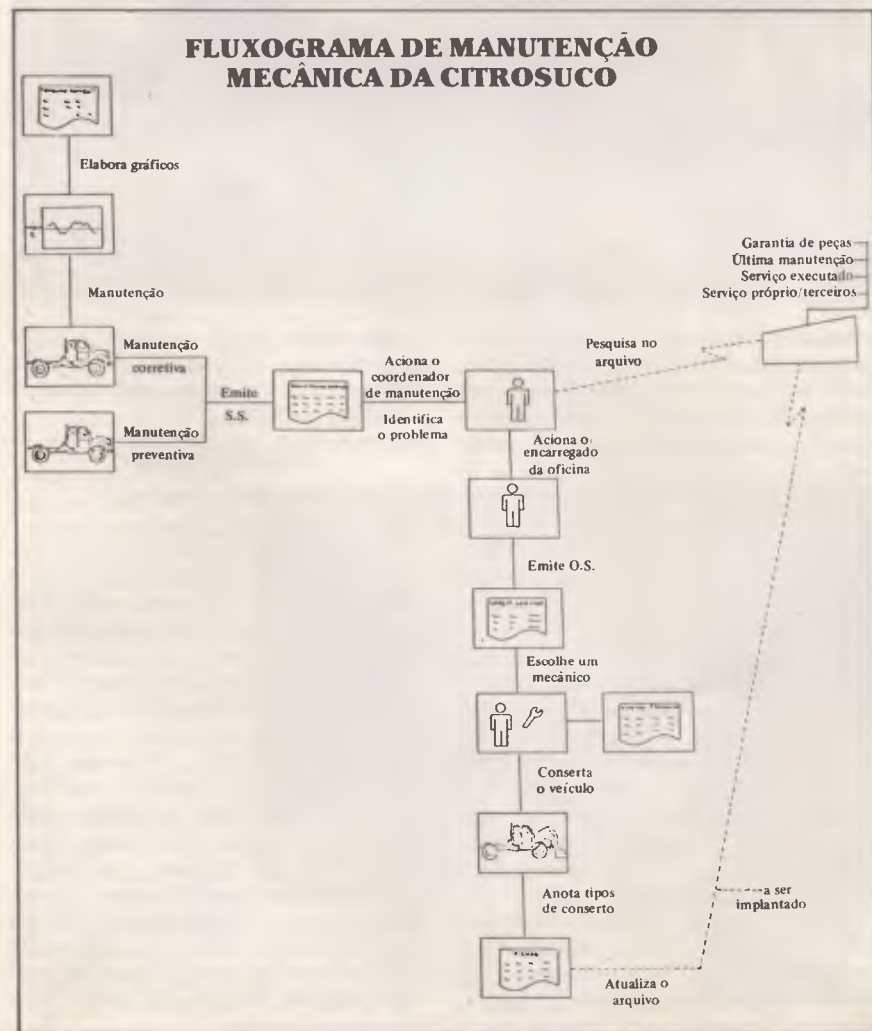 FLUXOGRAMA DE MANUTENÇÃO
MECÂNICA DA CITROSUCO
Elabora gráficos
Manutenção
Manutenção
corretiva
Manutenção
preventiva
Emite
S.S.
Aciona o
coordenador
de manutenção
Identifica
o problema
Pesquisa no
arquivo
Garantia de peças
Última manutenção
Serviço executado
Serviço próprio/terceiros
Aciona o
encarregado
da oficina
Emite O.S.
Escolhe um
mecânico
Conserta
o veículo
Anota tipos
de conserto
Atualiza o
arquivo
a ser
implantado